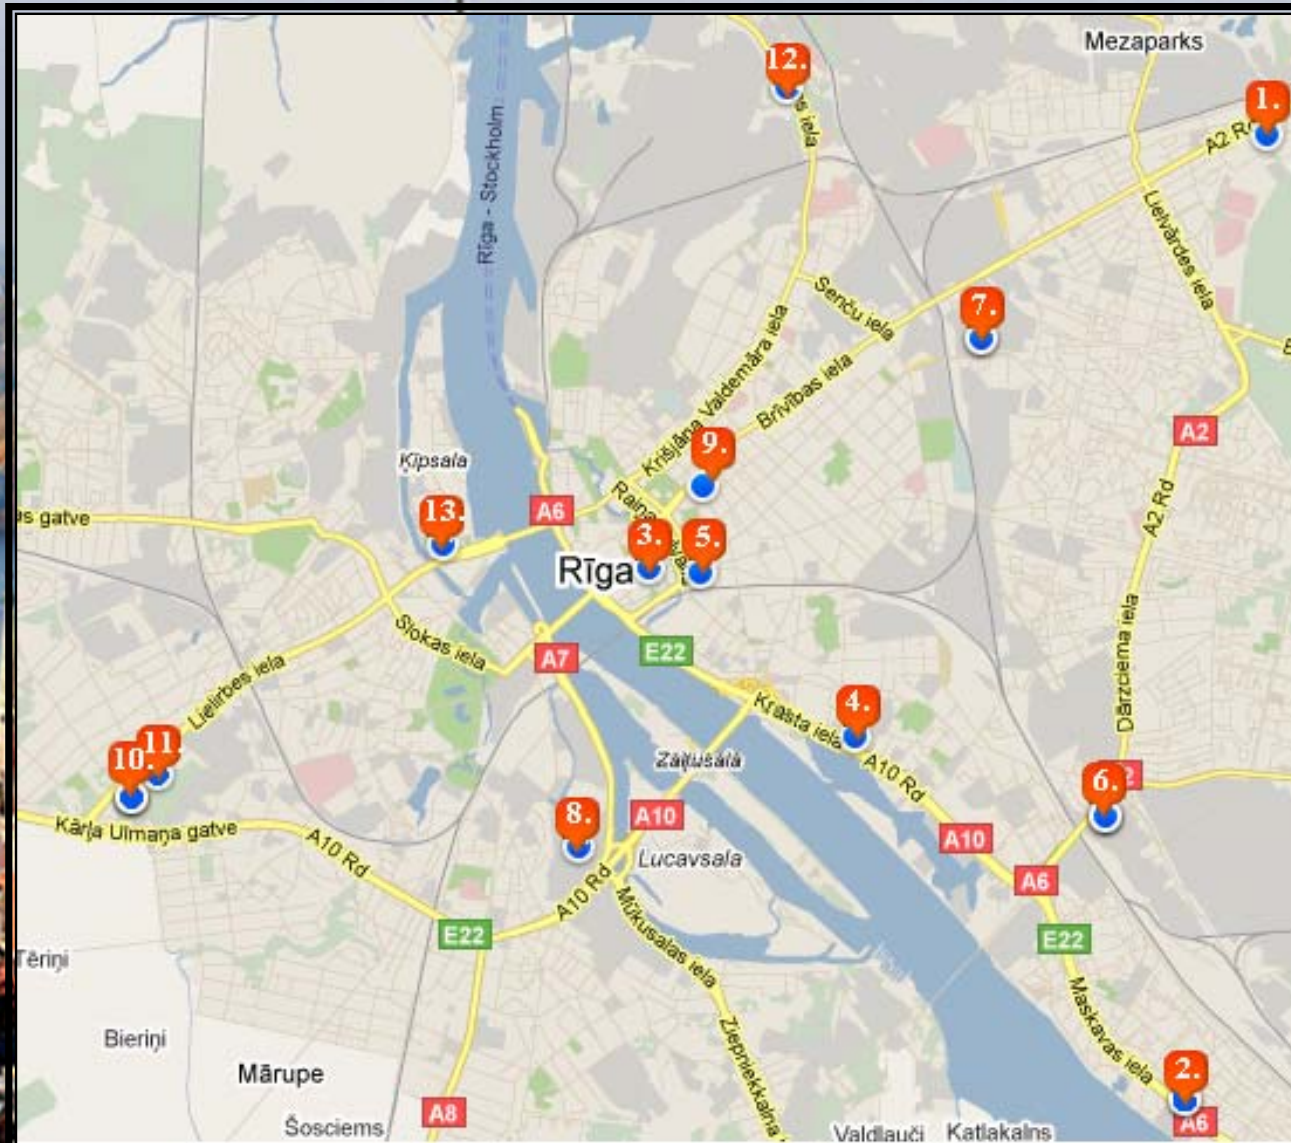 Mezaparks
12.
1.
A2
Rīga - Stockholm
Lielvārdes iela
Senču iela
7.
Krišjāņa Valdemāra iela
Brīvības iela
A2
Ķīpsala
9.
A2 Rd
as gatve
13.
A6
3.
5.
Rīga
Slokas iela
A7
E22
Dārzciema iela
Lielirbes iela
Krasta iela
4.
A10 Rd
11.
10.
Zaķusala
6.
Kārļa Ulmaņa gatve
A10 Rd
8.
A10
Lucavsala
A10
A6
A10 Rd
E22
E22
Mūkusalas iela
Tēriņi
Maskavas iela
Bieriņi
Mārupe
Ziepniekkalna
2.
A8
A6
Šosciems
Valdlauči
Katlakalns